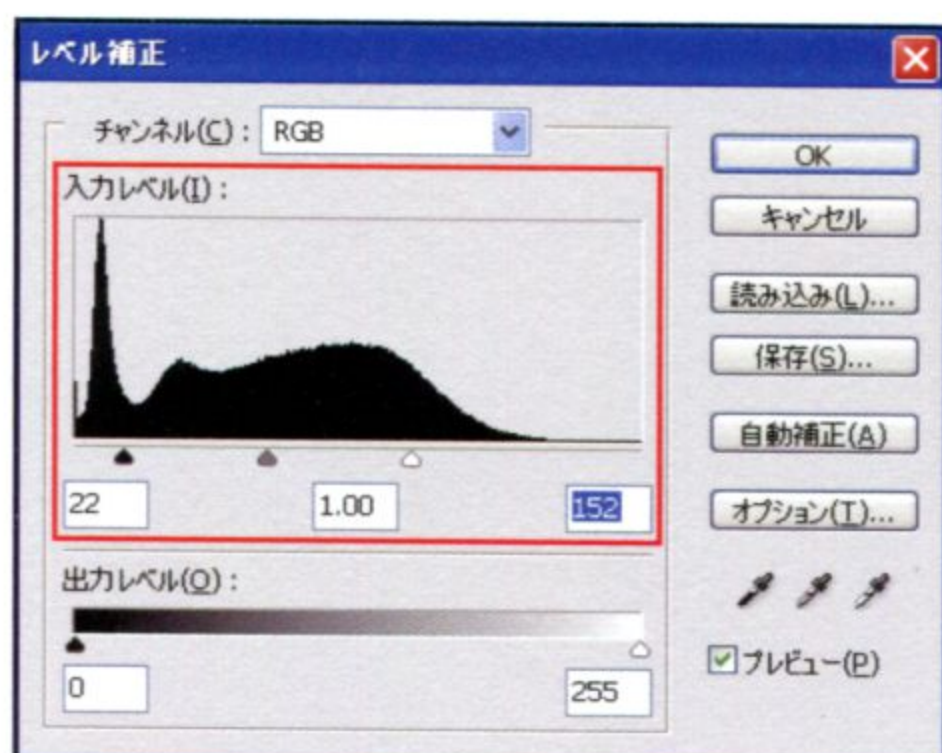 レベル補正
チャンネル(C): RGB
入力レベル(I):
22 1.00 152
出力レベル(O):
0 255
OK
キャンセル
読み込み(L)...
保存(S)...
自動補正(A)
オプション(T)...
プレビュー(P)